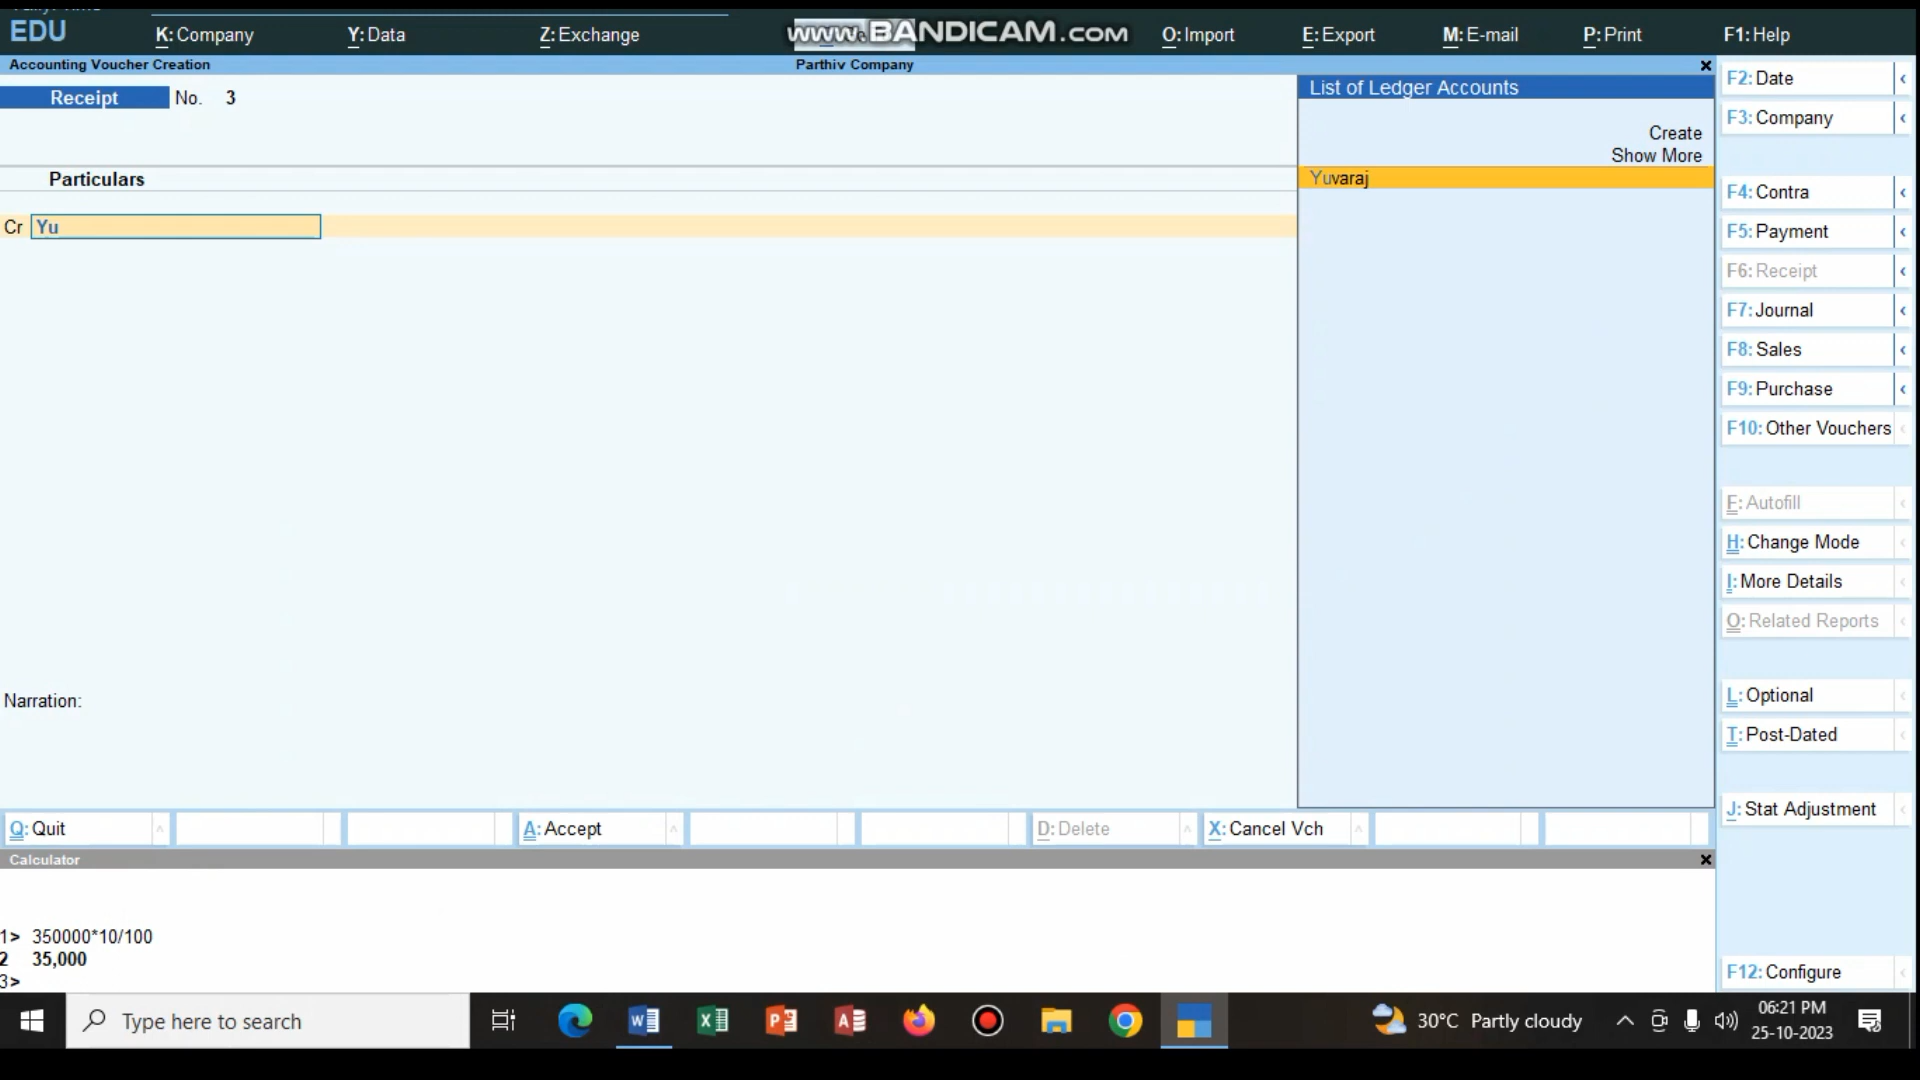 EDU
K: Company
Y: Data
Z: Exchange
www.BANDICAM.com
O: Import
E: Export
M: E-mail
P: Print
F1: Help
Accounting Voucher Creation
Parthiv Company
Receipt No. 3
Particulars
Cr Yu
Narration:
List of Ledger Accounts
Create
Show More
Yuvaraj
F2: Date
F3: Company
F4: Contra
F5: Payment
F6: Receipt
F7: Journal
F8: Sales
F9: Purchase
F10: Other Vouchers
F: Autofill
H: Change Mode
I: More Details
O: Related Reports
L: Optional
T: Post-Dated
J: Stat Adjustment
F12: Configure
Q: Quit
A: Accept
D: Delete
X: Cancel Vch
Calculator
1> 350000*10/100
2 35,000
3>
Type here to search
30°C Partly cloudy
06:21 PM
25-10-2023